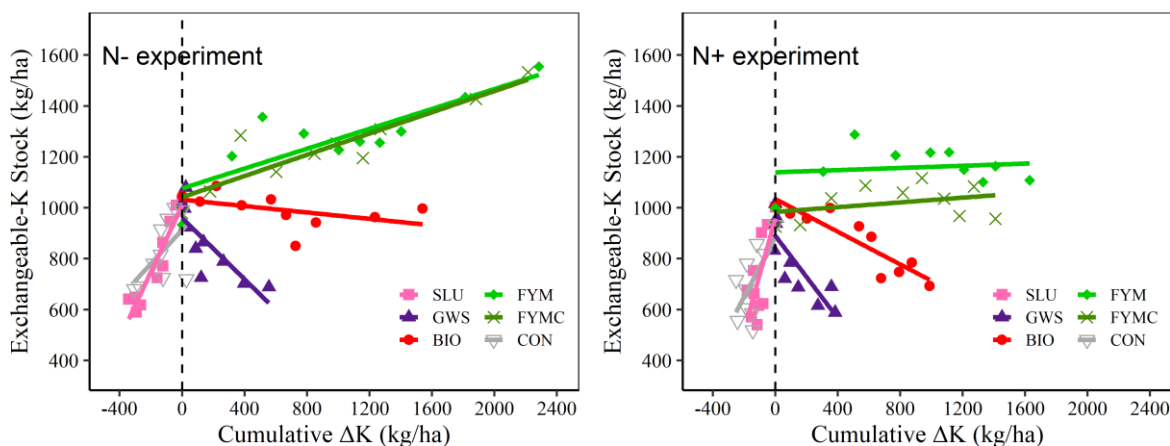 N- experiment
Exchangeable-K Stock (kg/ha)
1600
1400
1200
1000
800
600
400
SLU FYM
GWS FYMC
BIO CON
-400 0 400 800 1200 1600 2000 2400
Cumulative ΔK (kg/ha)
N+ experiment
Exchangeable-K Stock (kg/ha)
1600
1400
1200
1000
800
600
400
SLU FYM
GWS FYMC
BIO CON
-400 0 400 800 1200 1600 2000 2400
Cumulative ΔK (kg/ha)